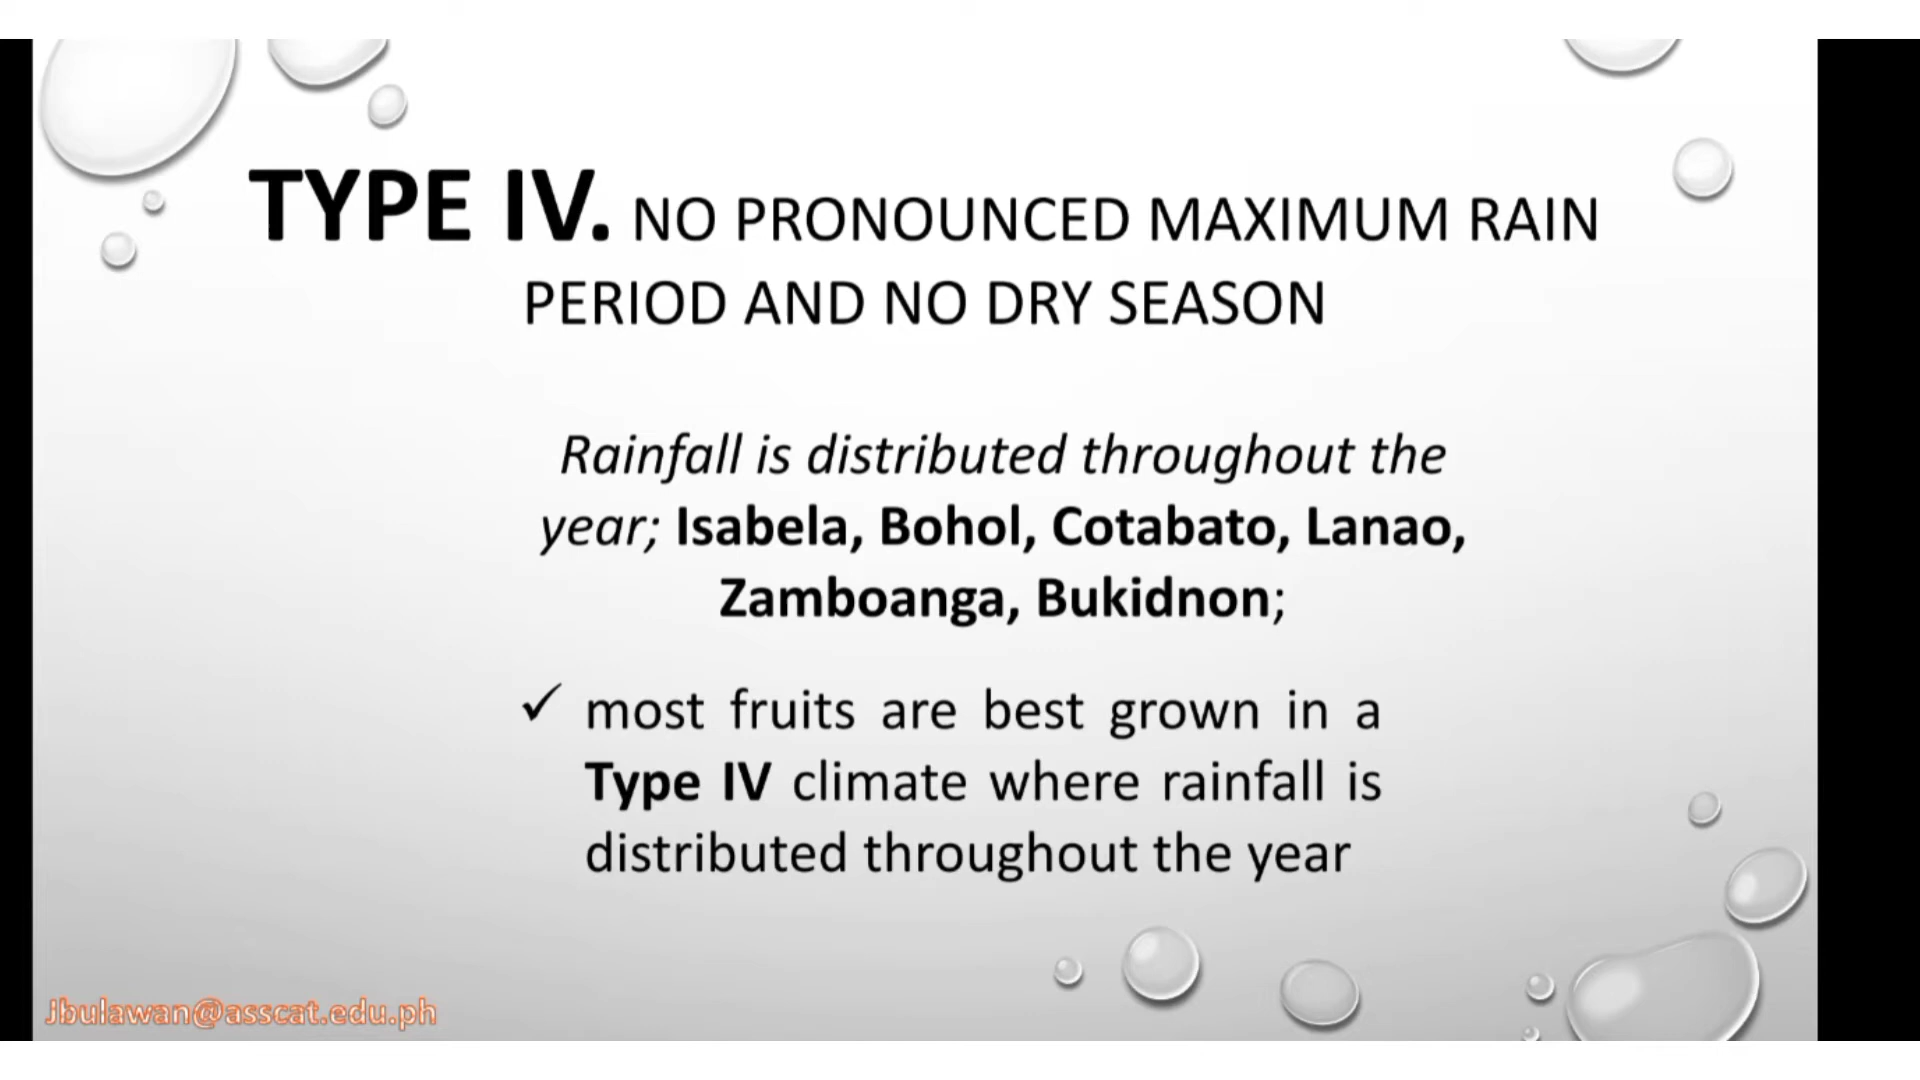 TYPE IV. NO PRONOUNCED MAXIMUM RAIN
PERIOD AND NO DRY SEASON
Rainfall is distributed throughout the
year; Isabela, Bohol, Cotabato, Lanao,
Zamboanga, Bukidnon;
✓ most fruits are best grown in a
Type IV climate where rainfall is
distributed throughout the year
Jbulawan@asscat.edu.ph